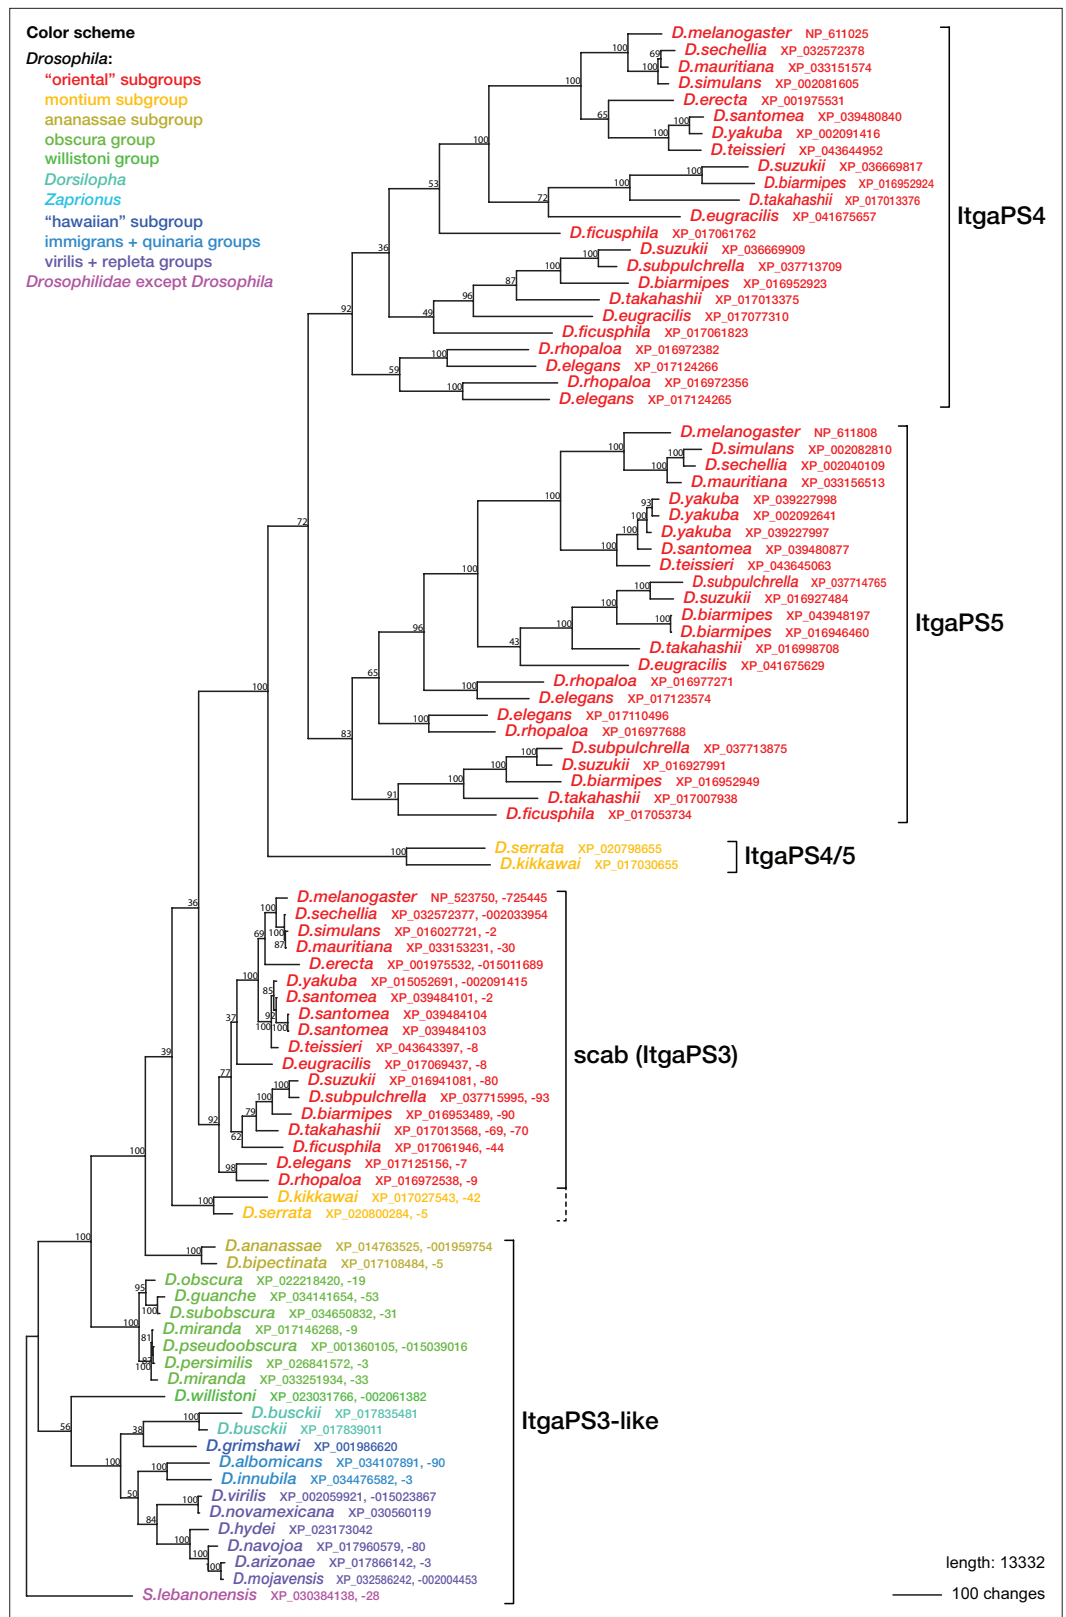 Color scheme
Drosophila:
“oriental” subgroups
montium subgroup
ananassae subgroup
obscura group
willistoni group
Dorsilopha
Zaprionus
“hawaiian” subgroup
immigrans + quinaria groups
virilis + repleta groups
Drosophilidae except Drosophila
D.melanogaster NP_611025
D.sechellia XP_032572378
D.mauritiana XP_033151574
D.simulans XP_002081605
D.erecta XP_001975531
D.santomea XP_039480840
D.yakuba XP_002091416
D.teissieri XP_043644952
D.suzukii XP_036669817
D.biarmipes XP_016952924
D.takahashii XP_017013376
D.eugracilis XP_041675657
D.ficusphila XP_017061762
D.suzukii XP_036669909
D.subpulchrella XP_037713709
D.biarmipes XP_016952923
D.takahashii XP_017013375
D.eugracilis XP_017077310
D.ficusphila XP_017061823
D.rhopaloa XP_016972382
D.elegans XP_017124266
D.rhopaloa XP_016972356
D.elegans XP_017124265
ItgaPS4
D.melanogaster NP_611808
D.simulans XP_002082810
D.sechellia XP_002040109
D.mauritiana XP_033156513
D.yakuba XP_039227998
D.yakuba XP_002092641
D.yakuba XP_039227997
D.santomea XP_039480877
D.teissieri XP_043645063
D.subpulchrella XP_037714765
D.suzukii XP_016927484
D.biarmipes XP_043948197
D.biarmipes XP_016946460
D.takahashii XP_016998708
D.eugracilis XP_041675629
D.rhopaloa XP_016977271
D.elegans XP_017123574
D.elegans XP_017110496
D.rhopaloa XP_016977688
D.subpulchrella XP_037713875
D.suzukii XP_016927991
D.biarmipes XP_016952949
D.takahashii XP_017007938
D.ficusphila XP_017053734
ItgaPS5
D.serrata XP_020798655
D.kikkawai XP_017030655
ItgaPS4/5
D.melanogaster NP_523750, -725445
D.sechellia XP_032572377, -002033954
D.simulans XP_016027721, -2
D.mauritiana XP_033153231, -30
D.erecta XP_001975532, -015011689
D.yakuba XP_015052691, -002091415
D.santomea XP_039484101, -2
D.santomea XP_039484104
D.santomea XP_039484103
D.teissieri XP_043643397, -8
D.eugracilis XP_017069437, -8
D.suzukii XP_016941081, -80
D.subpulchrella XP_037715995, -93
D.biarmipes XP_016953489, -90
D.takahashii XP_017013568, -69, -70
D.ficusphila XP_017061946, -44
D.elegans XP_017125156, -7
D.rhopaloa XP_016972538, -9
D.kikkawai XP_017027543, -42
D.serrata XP_020800284, -5
scab (ItgaPS3)
D.ananassae XP_014763525, -001959754
D.bipectinata XP_017108484, -5
D.obscura XP_022218420, -19
D.guanche XP_034141654, -53
D.subobscura XP_034650832, -31
D.miranda XP_017146268, -9
D.pseudoobscura XP_001360105, -015039016
D.persimilis XP_026841572, -3
D.miranda XP_033251934, -33
D.willistoni XP_023031766, -002061382
D.busckii XP_017835481
D.busckii XP_017839011
D.grimshawi XP_001986620
D.albomicans XP_034107891, -90
D.innubila XP_034476582, -3
D.virilis XP_002059921, -015023867
D.novamexicana XP_030560119
D.hydei XP_023173042
D.navojoa XP_017960579, -80
D.arizonae XP_017866142, -3
D.mojavensis XP_032586242, -002004453
S.lebanonensis XP_030384138, -28
ItgaPS3-like
length: 13332
100 changes